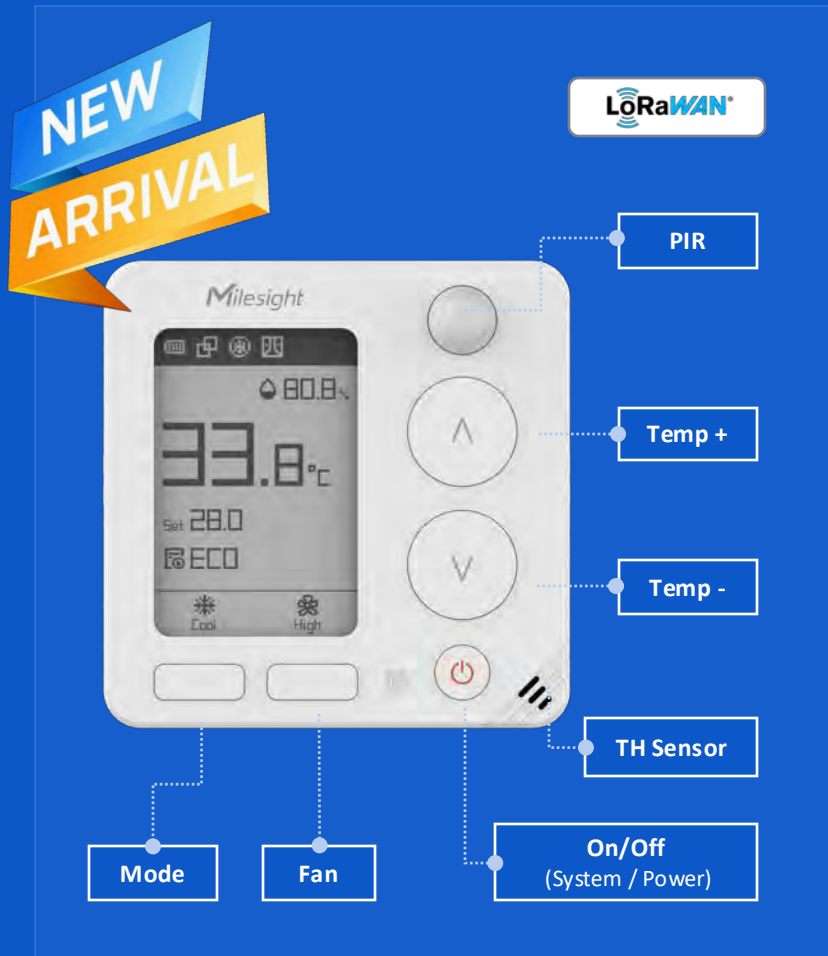 NEW
ARRIVAL
LoRaWAN®
PIR
Milesight
80.8%
33.8°C
Set 28.0
ECO
Cool
High
Temp +
Temp -
TH Sensor
On/Off
(System / Power)
Mode
Fan